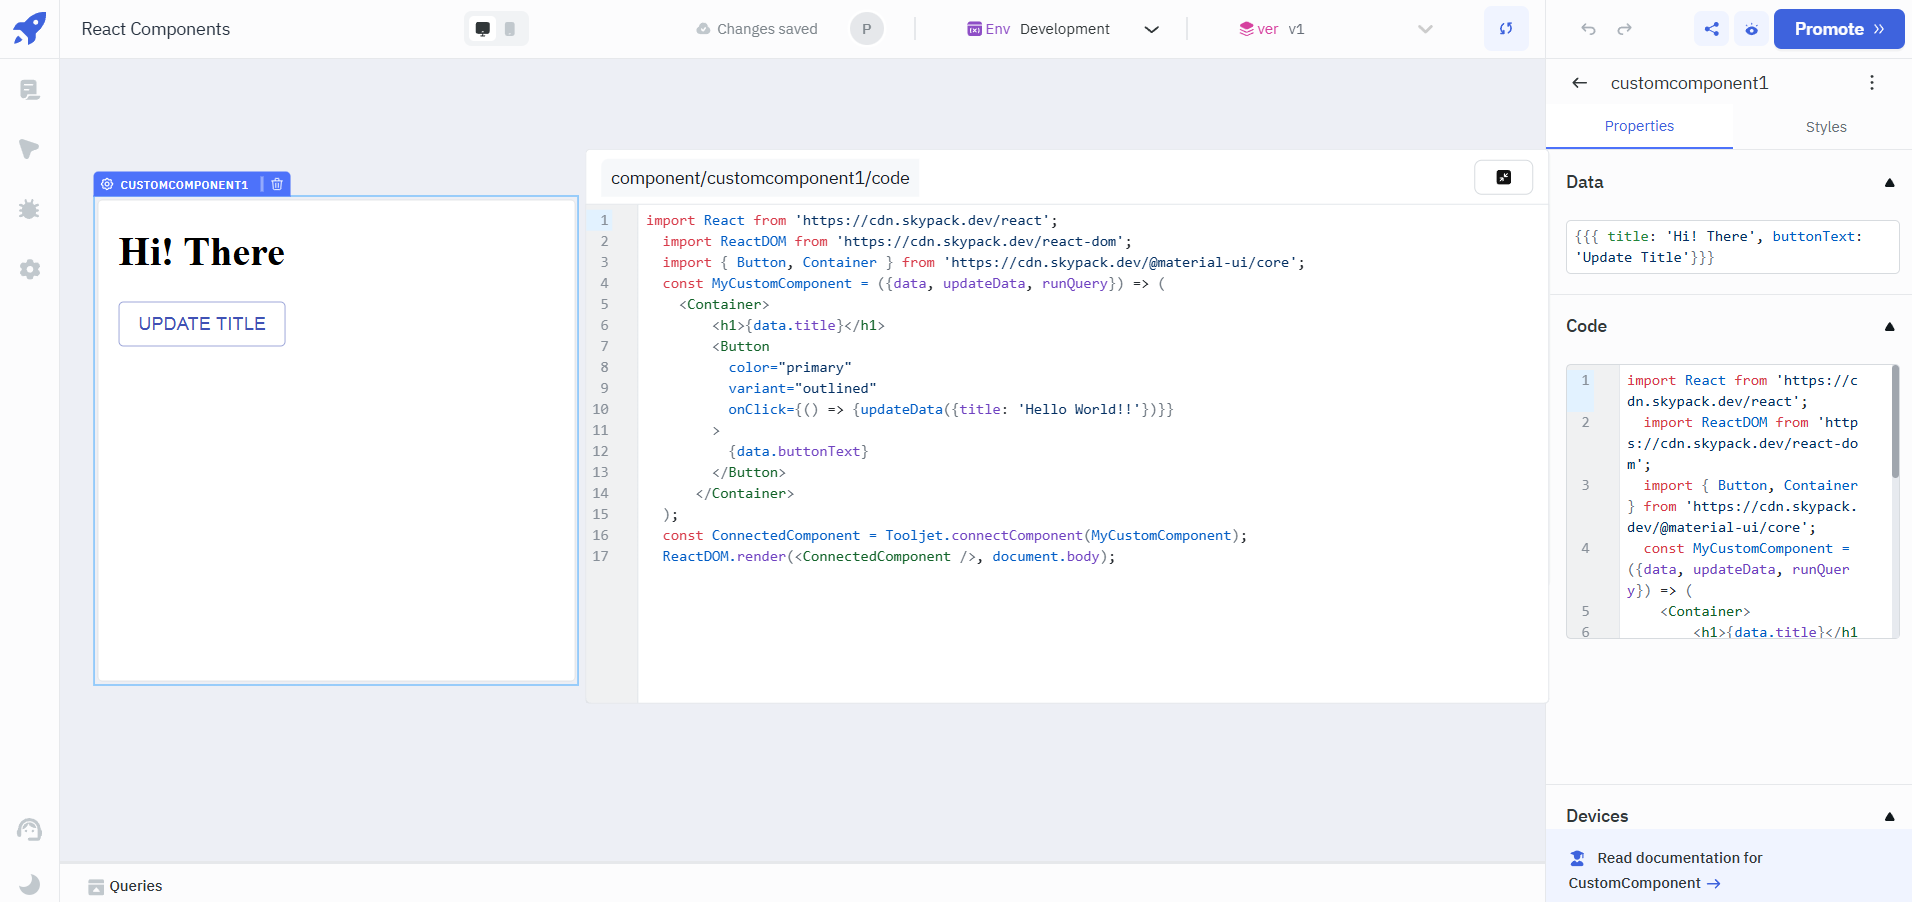 React Components
Changes saved
P
Env Development
ver v1
Promote »
CUSTOMCOMPONENT1
Hi! There
UPDATE TITLE
component/customcomponent1/code
1 import React from 'https://cdn.skypack.dev/react';
2 import ReactDOM from 'https://cdn.skypack.dev/react-dom';
3 import { Button, Container } from 'https://cdn.skypack.dev/@material-ui/core';
4 const MyCustomComponent = ({data, updateData, runQuery}) => (
5 <Container>
6 <h1>{data.title}</h1>
7 <Button
8 color="primary"
9 variant="outlined"
10 onClick={() => {updateData({title: 'Hello World!!'})}}
11 >
12 {data.buttonText}
13 </Button>
14 </Container>
15 );
16 const ConnectedComponent = Tooljet.connectComponent(MyCustomComponent);
17 ReactDOM.render(<ConnectedComponent />, document.body);
customcomponent1
Properties
Styles
Data
{{{ title: 'Hi! There', buttonText:
'Update Title'}}}
Code
1 import React from 'https://c
dn.skypack.dev/react';
2 import ReactDOM from 'http
s://cdn.skypack.dev/react-do
m';
3 import { Button, Container
} from 'https://cdn.skypack.
dev/@material-ui/core';
4 const MyCustomComponent =
({data, updateData, runQuer
y}) => (
5 <Container>
6 <h1>{data.title}</h1
Devices
Read documentation for
CustomComponent →
Queries